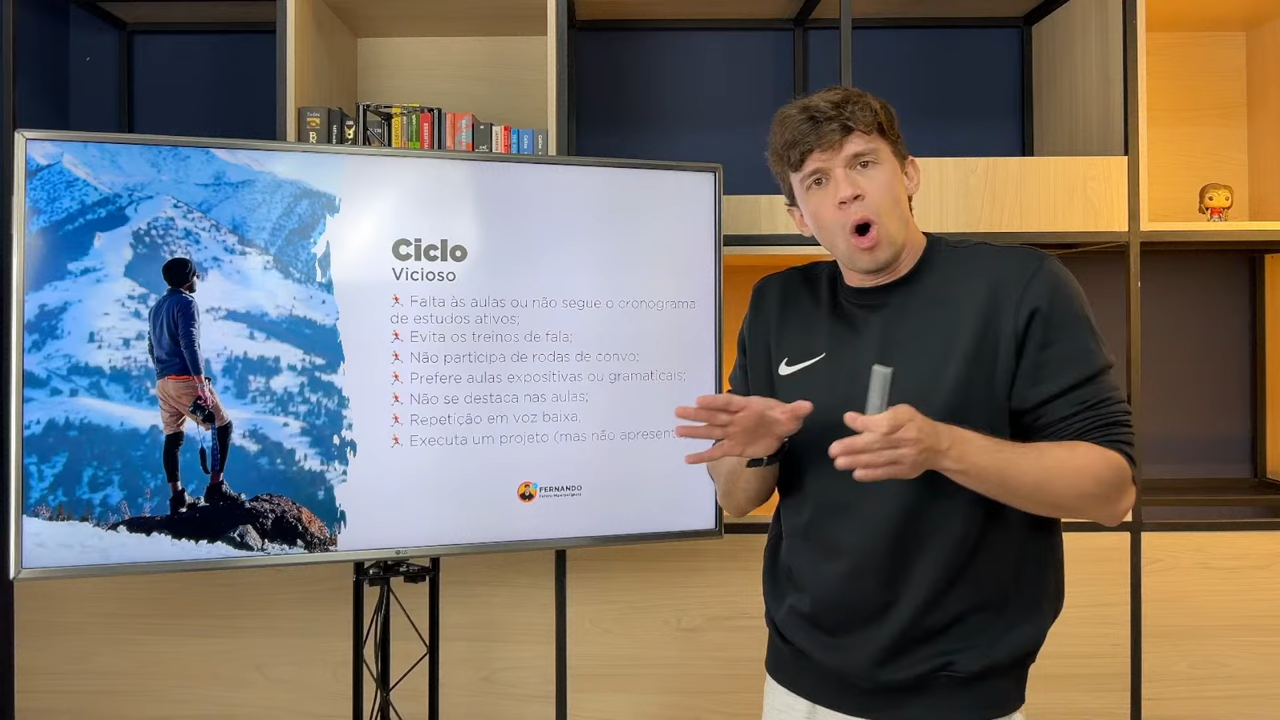 Ciclo
Vicioso
Falta às aulas ou não segue o cronograma
de estudos ativos;
Evita os treinos de fala;
Não participa de rodas de convo;
Prefere aulas expositivas ou gramaticais;
Não se destaca nas aulas;
Repetição em voz baixa,
Executa um projeto (mas não apresent
FERNANDO
LG